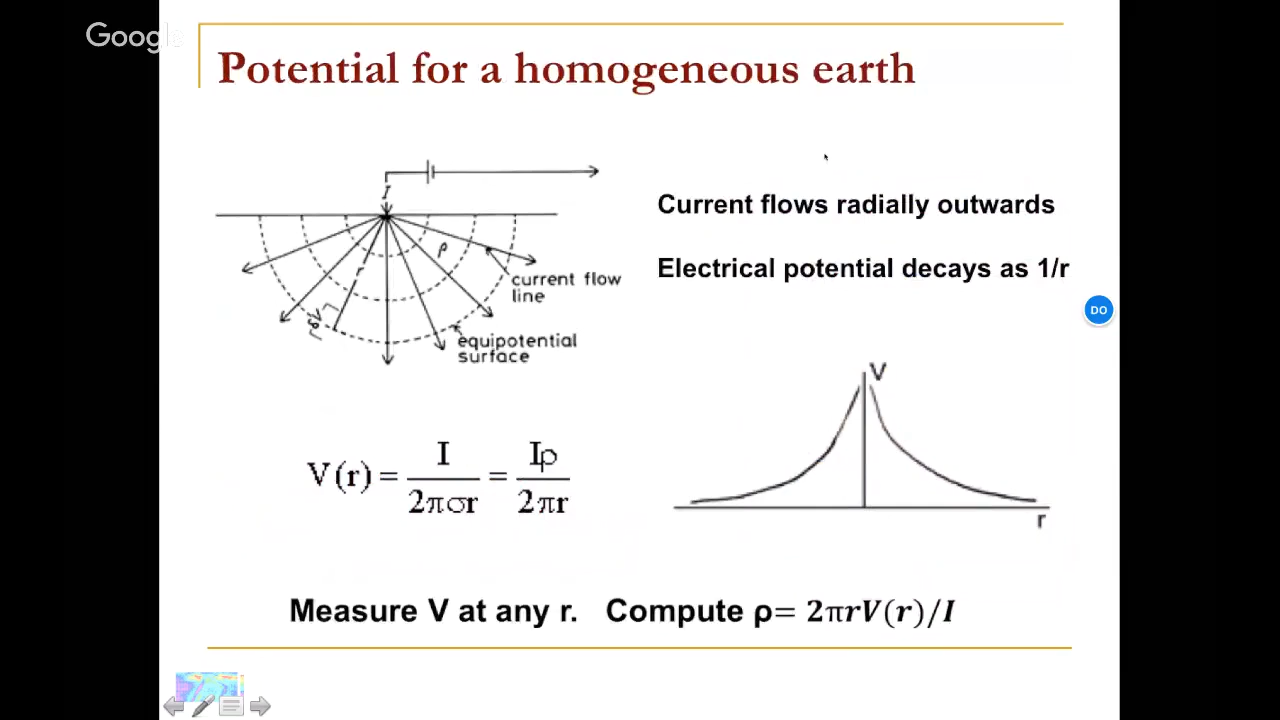 Google
Potential for a homogeneous earth
I
ρ
r
current flow
line
equipotential
surface
Current flows radially outwards
Electrical potential decays as 1/r
DO
V
r
V(r) = I/2πσr = Iρ/2πr
Measure V at any r. Compute ρ= 2πrV(r)/I